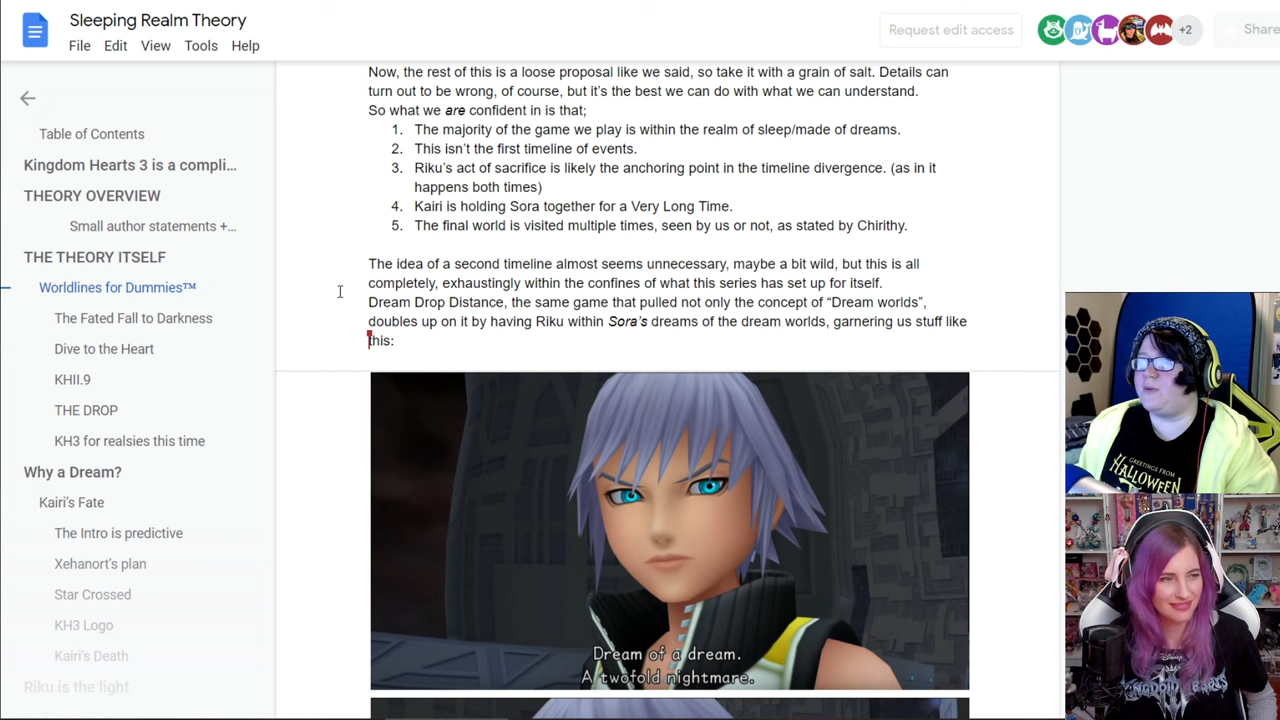 Sleeping Realm Theory
File Edit View Tools Help
Request edit access
+2
Share
Table of Contents
Kingdom Hearts 3 is a compli...
THEORY OVERVIEW
Small author statements +...
THE THEORY ITSELF
Worldlines for Dummies™
The Fated Fall to Darkness
Dive to the Heart
KHII.9
THE DROP
KH3 for realsies this time
Why a Dream?
Kairi's Fate
The Intro is predictive
Xehanort's plan
Star Crossed
KH3 Logo
Kairi's Death
Riku is the light
Now, the rest of this is a loose proposal like we said, so take it with a grain of salt. Details can
turn out to be wrong, of course, but it's the best we can do with what we can understand.
So what we are confident in is that;
1. The majority of the game we play is within the realm of sleep/made of dreams.
2. This isn't the first timeline of events.
3. Riku's act of sacrifice is likely the anchoring point in the timeline divergence. (as in it
happens both times)
4. Kairi is holding Sora together for a Very Long Time.
5. The final world is visited multiple times, seen by us or not, as stated by Chirithy.
The idea of a second timeline almost seems unnecessary, maybe a bit wild, but this is all
completely, exhaustingly within the confines of what this series has set up for itself.
Dream Drop Distance, the same game that pulled not only the concept of “Dream worlds”,
doubles up on it by having Riku within Sora's dreams of the dream worlds, garnering us stuff like
this:
Dream of a dream.
A twofold nightmare.
GREETINGS FROM
HALLOWEEN
Disney
KINGDOM HEARTS